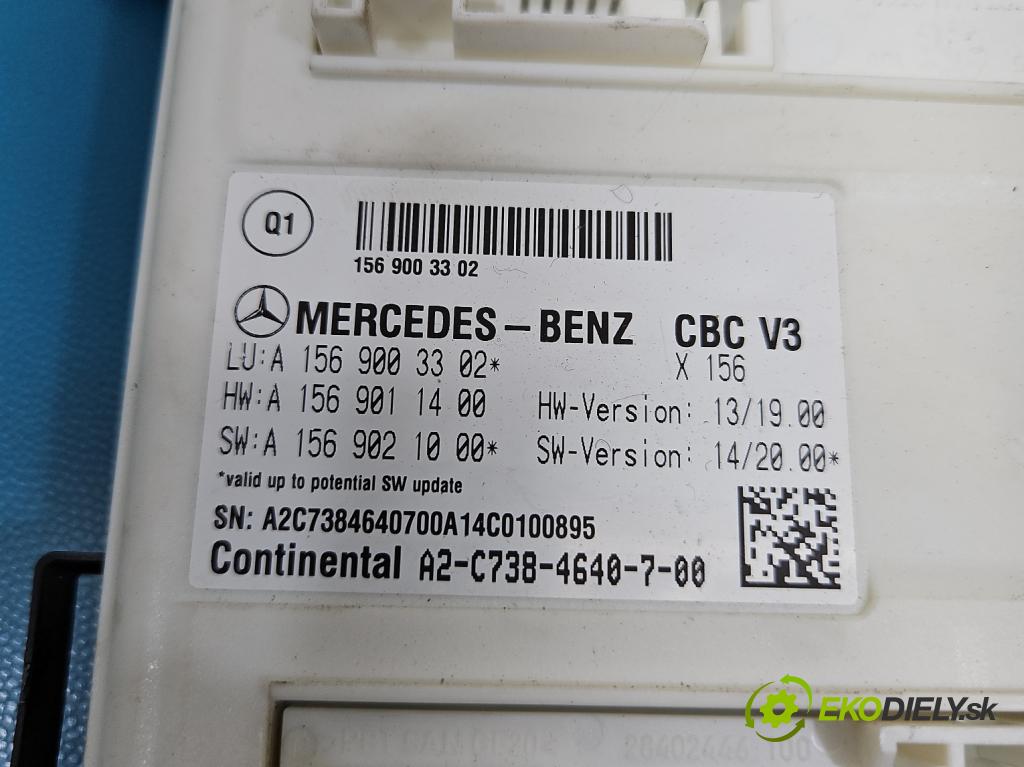 Q1
156 900 33 02
MERCEDES-BENZ CBC V3
LU:A 156 900 33 02* X 156
HW:A 156 901 14 00 HW-Version: 13/19.00
SW:A 156 902 10 00* SW-Version: 14/20.00*
*valid up to potential SW update
SN: A2C7384640700A14C0100895
Continental A2-C738-4640-7-00
28402446 100
EKODIELY.sk